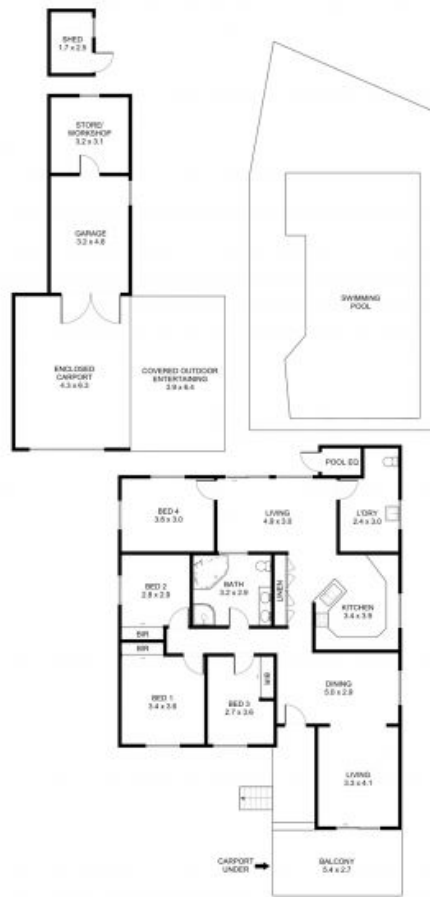 SHED
1.7 x 2.5
STORE/
WORKSHOP
3.2 x 3.1
GARAGE
3.2 x 4.8
SWIMMING
POOL
ENCLOSED
CARPORT
4.3 x 6.3
COVERED OUTDOOR
ENTERTAINING
3.9 x 6.4
POOL EQ
BED 4
3.6 x 3.0
LIVING
4.9 x 3.8
L'DRY
2.4 x 3.0
BED 2
2.8 x 2.8
BATH
3.2 x 2.8
LINEN
KITCHEN
3.4 x 3.9
BIR
BIR
BED 1
3.4 x 3.6
BED 3
2.7 x 3.6
BIR
DINING
5.0 x 2.9
LIVING
3.3 x 4.1
CARPORT
UNDER
BALCONY
5.4 x 2.7